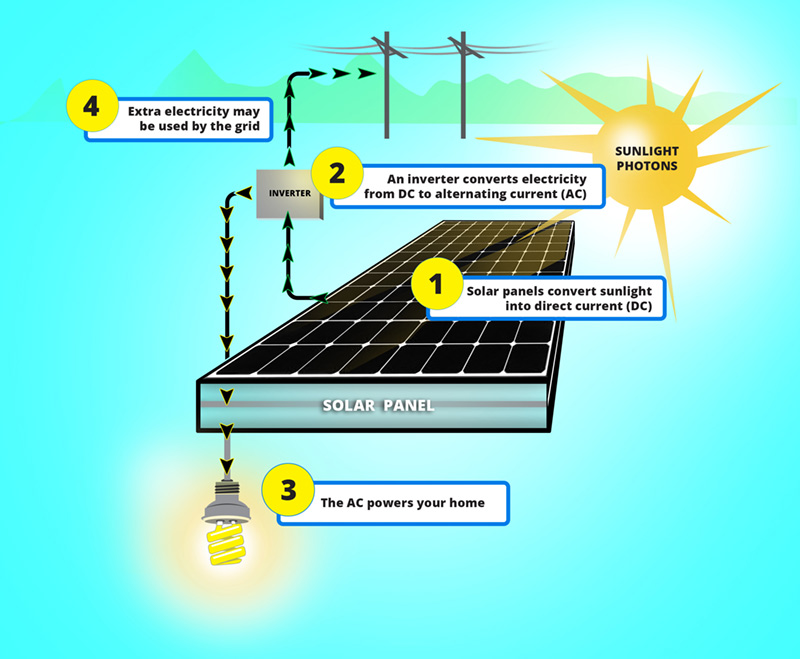 4
Extra electricity may
be used by the grid
SUNLIGHT
PHOTONS
INVERTER
2
An inverter converts electricity
from DC to alternating current (AC)
1
Solar panels convert sunlight
into direct current (DC)
SOLAR PANEL
3
The AC powers your home